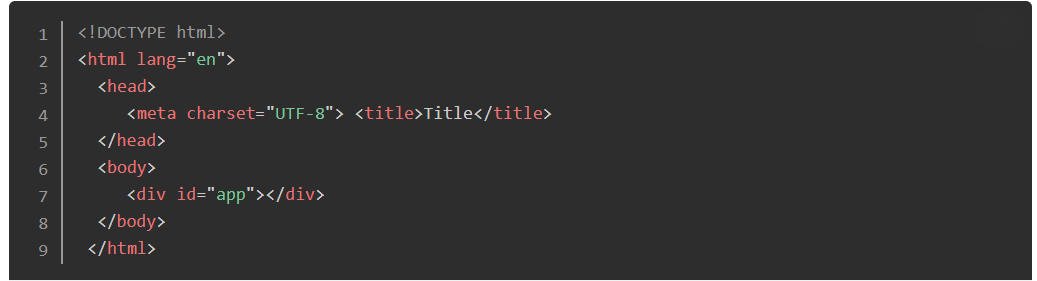 1 <!DOCTYPE html>
2 <html lang="en">
3   <head>
4      <meta charset="UTF-8"> <title>Title</title>
5   </head>
6   <body>
7      <div id="app"></div>
8   </body>
9  </html>